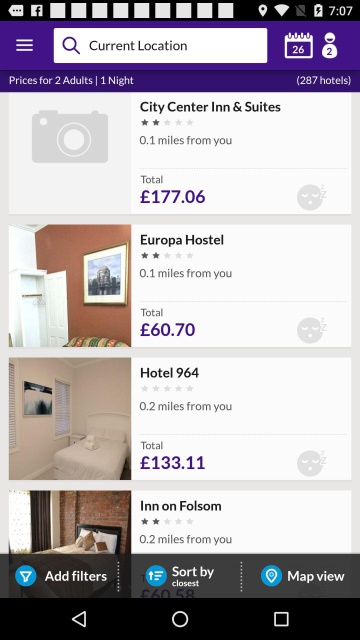 7:07
Current Location
26
2
Prices for 2 Adults | 1 Night
(287 hotels)
City Center Inn & Suites
0.1 miles from you
Total
£177.06
Europa Hostel
0.1 miles from you
Total
£60.70
Hotel 964
0.2 miles from you
Total
£133.11
Inn on Folsom
0.2 miles from you
£60.58
Add filters
Sort by
closest
Map view